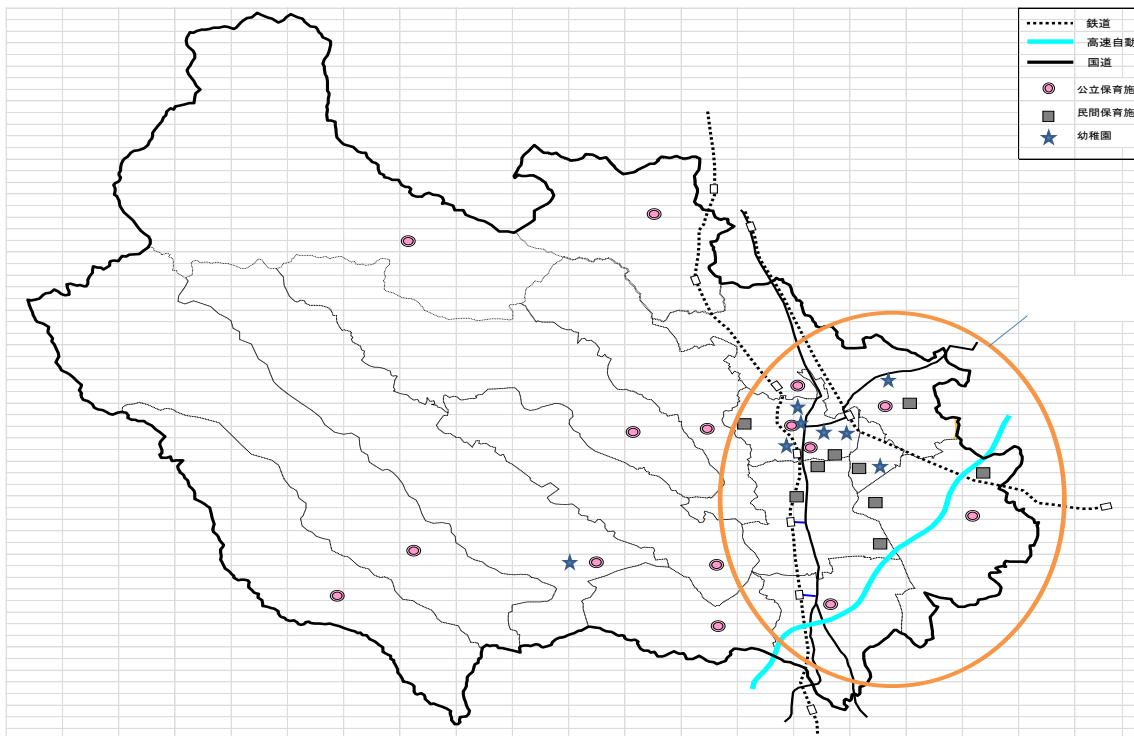 鉄道
高速自動
国道
公立保育施
民間保育施
幼稚園